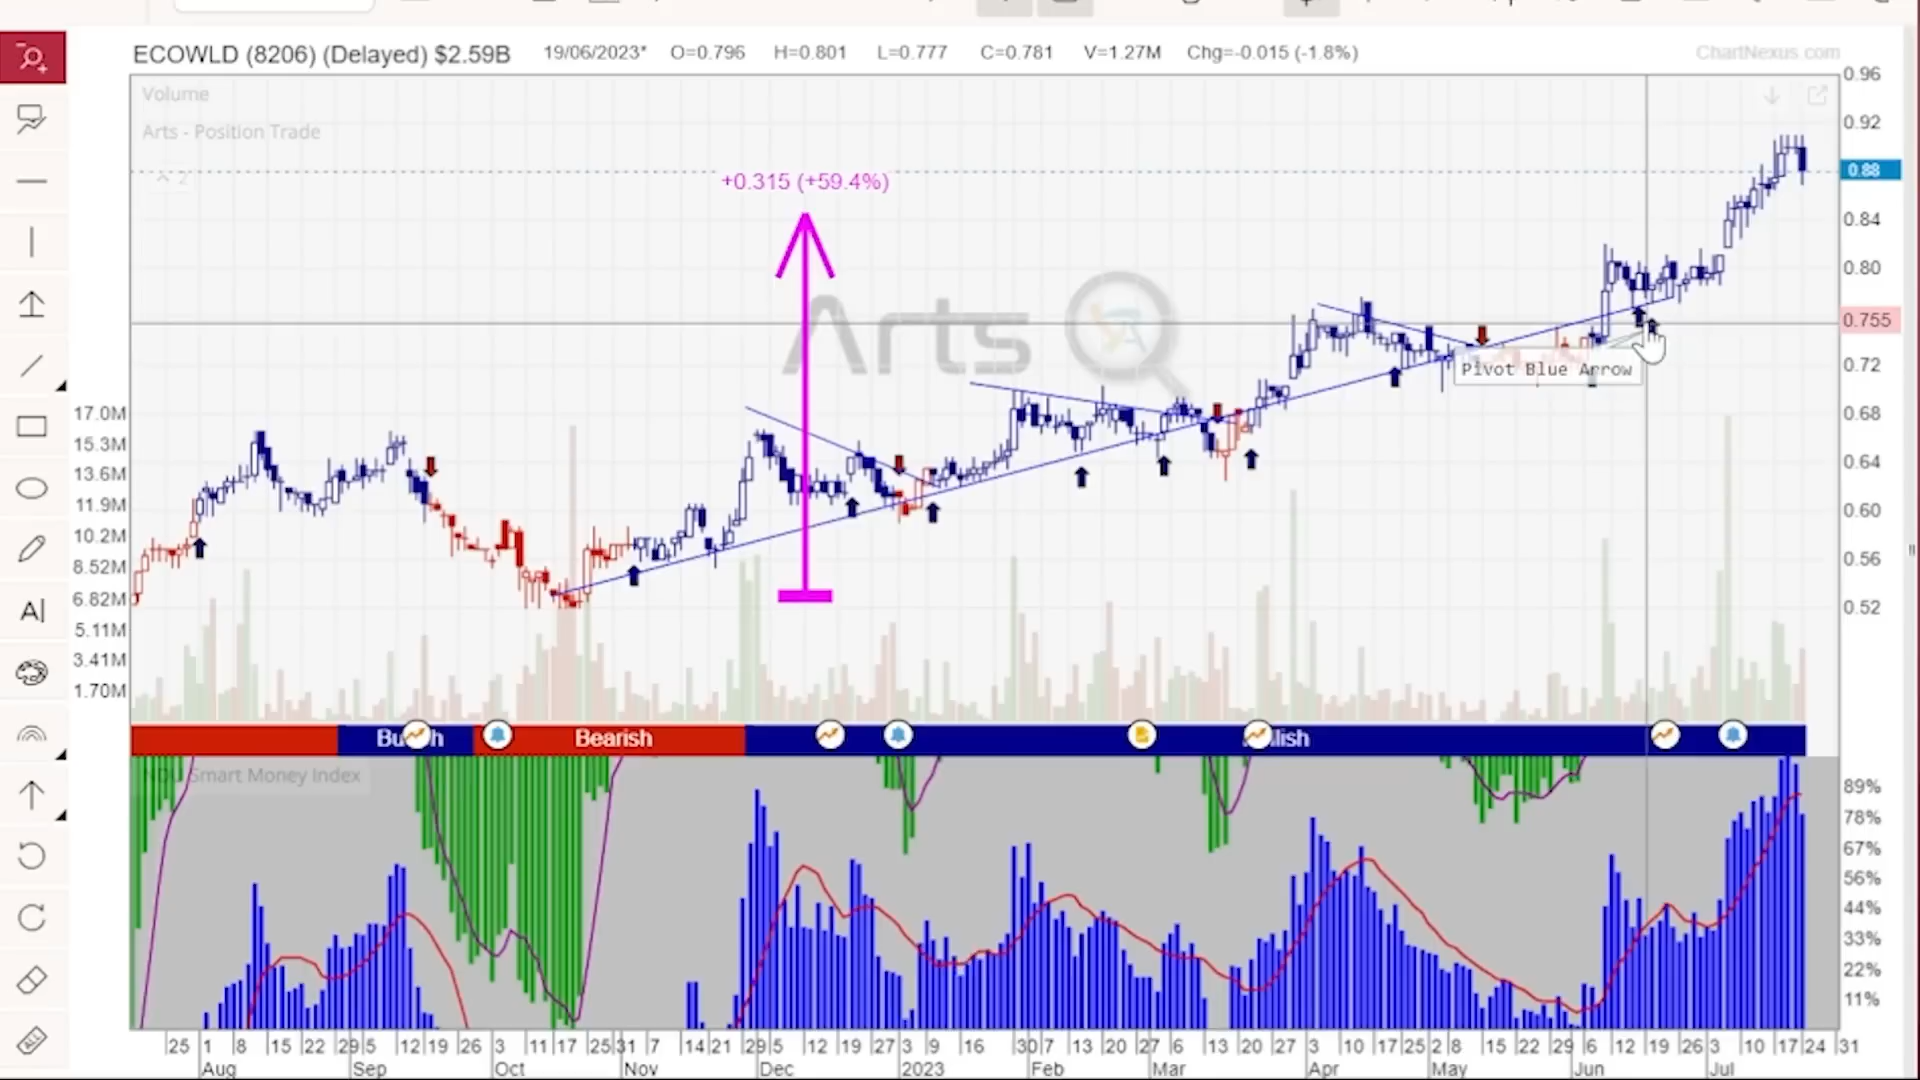 ECOWLD (8206) (Delayed) $2.59B 19/06/2023* O=0.796 H=0.801 L=0.777 C=0.781 V=1.27M Chg=-0.015 (-1.8%) ChartNexus.com
Volume
Arts - Position Trade
2
+0.315 (+59.4%)
Arts
Pivot Blue Arrow
0.96
0.92
0.88
0.84
0.80
0.755
0.72
0.68
0.64
0.60
0.56
0.52
17.0M
15.3M
13.6M
11.9M
10.2M
8.52M
6.82M
5.11M
3.41M
1.70M
A|
ALL
Bearish
Smart Money Index
89%
78%
67%
56%
44%
33%
22%
11%
25 1 8 15 22 29 5 12 19 26 3 11 17 25 31 7 14 21 29 5 12 19 27 3 9 16 30 7 13 20 27 6 13 20 27 3 10 17 25 2 8 15 22 29 6 12 19 26 3 10 17 24 31
Aug Sep Oct Nov Dec 2023 Feb Mar Apr May Jun Jul